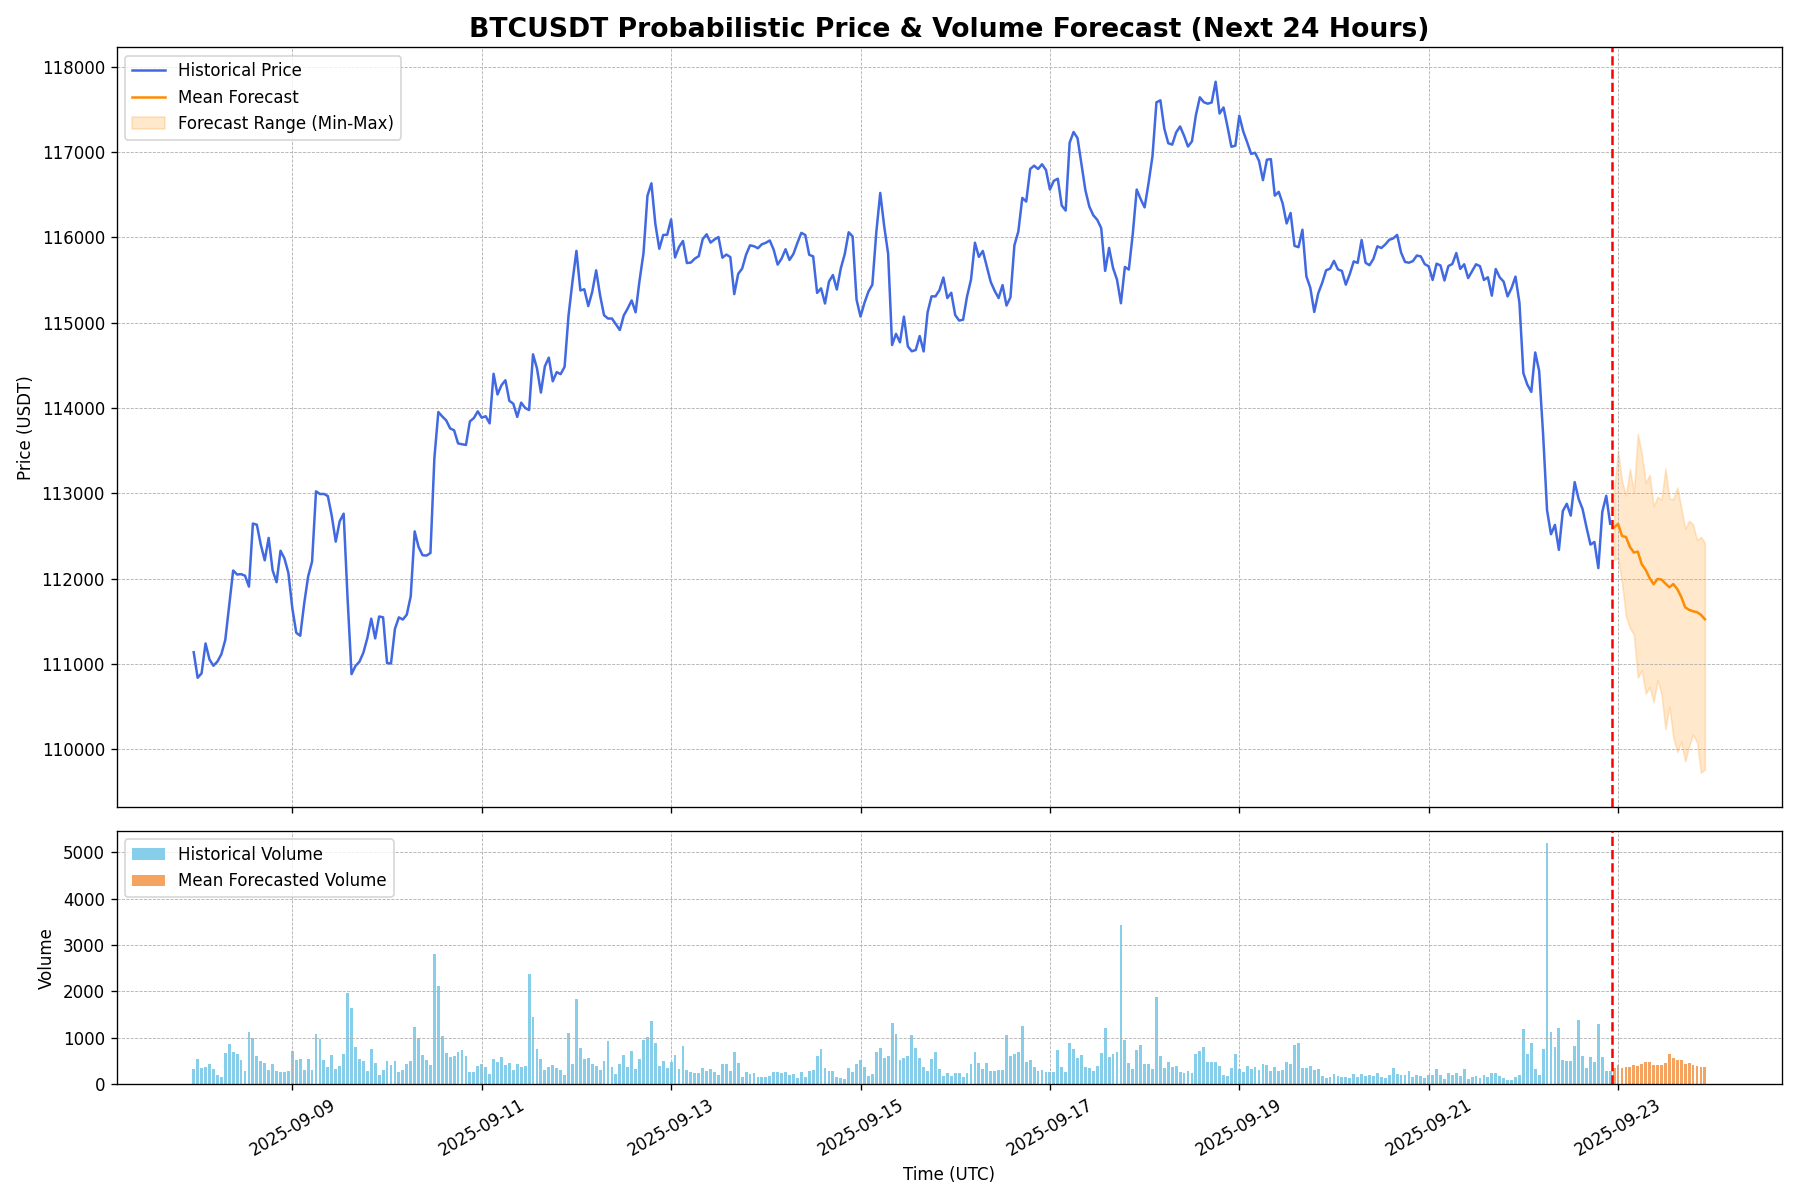 BTCUSDT Probabilistic Price & Volume Forecast (Next 24 Hours)
Historical Price
Mean Forecast
Forecast Range (Min-Max)
Price (USDT)
118000
117000
116000
115000
114000
113000
112000
111000
110000
Historical Volume
Mean Forecasted Volume
Volume
5000
4000
3000
2000
1000
0
2025-09-09
2025-09-11
2025-09-13
2025-09-15
2025-09-17
2025-09-19
2025-09-21
2025-09-23
Time (UTC)